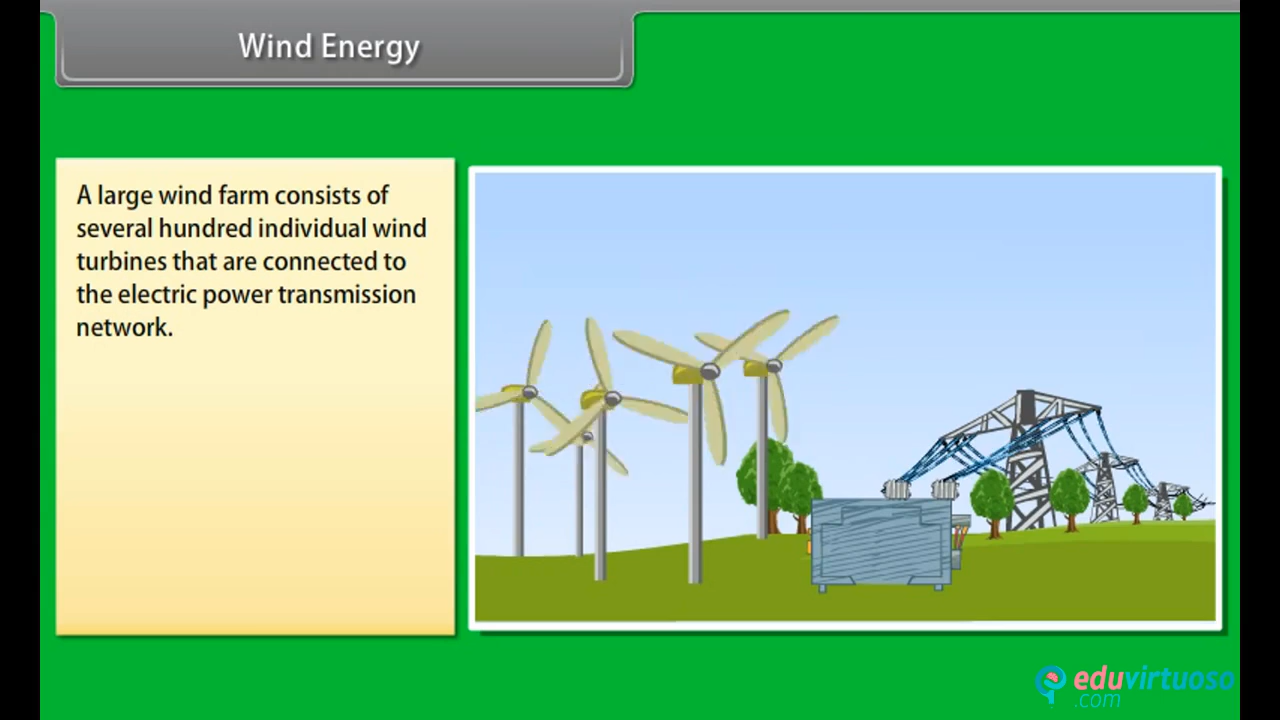 Wind Energy
A large wind farm consists of
several hundred individual wind
turbines that are connected to
the electric power transmission
network.
eduvirtuoso
.com